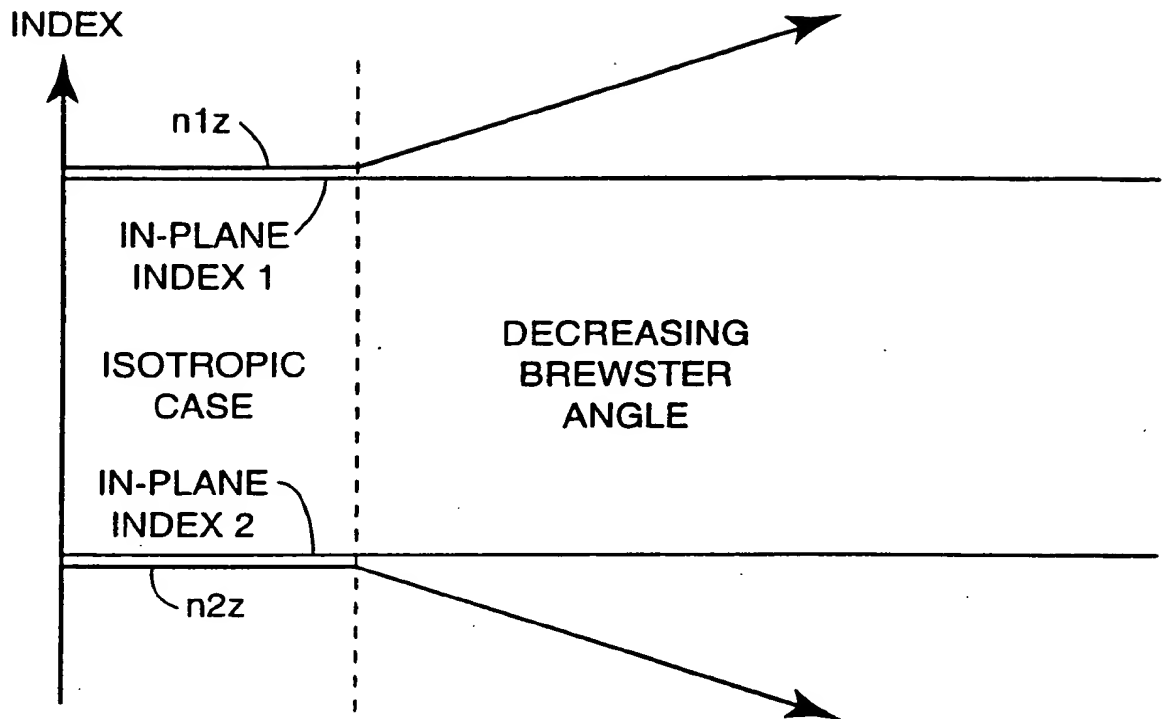 INDEX
n1z
IN-PLANE
INDEX 1
ISOTROPIC
CASE
DECREASING
BREWSTER
ANGLE
IN-PLANE
INDEX 2
n2z